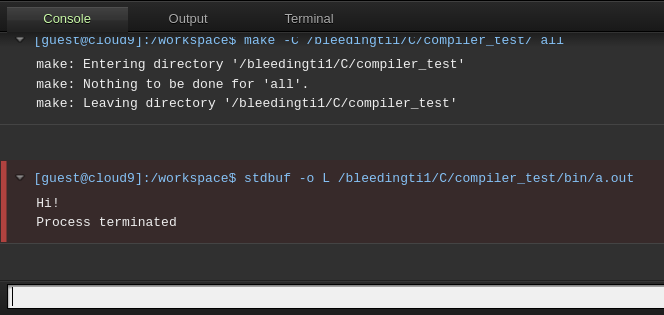 Console Output Terminal
[guest@cloud9]:/workspace$ make -C /bleedingti1/C/compiler_test/ all
make: Entering directory '/bleedingti1/C/compiler_test'
make: Nothing to be done for 'all'.
make: Leaving directory '/bleedingti1/C/compiler_test'
[guest@cloud9]:/workspace$ stdbuf -o L /bleedingti1/C/compiler_test/bin/a.out
Hi!
Process terminated